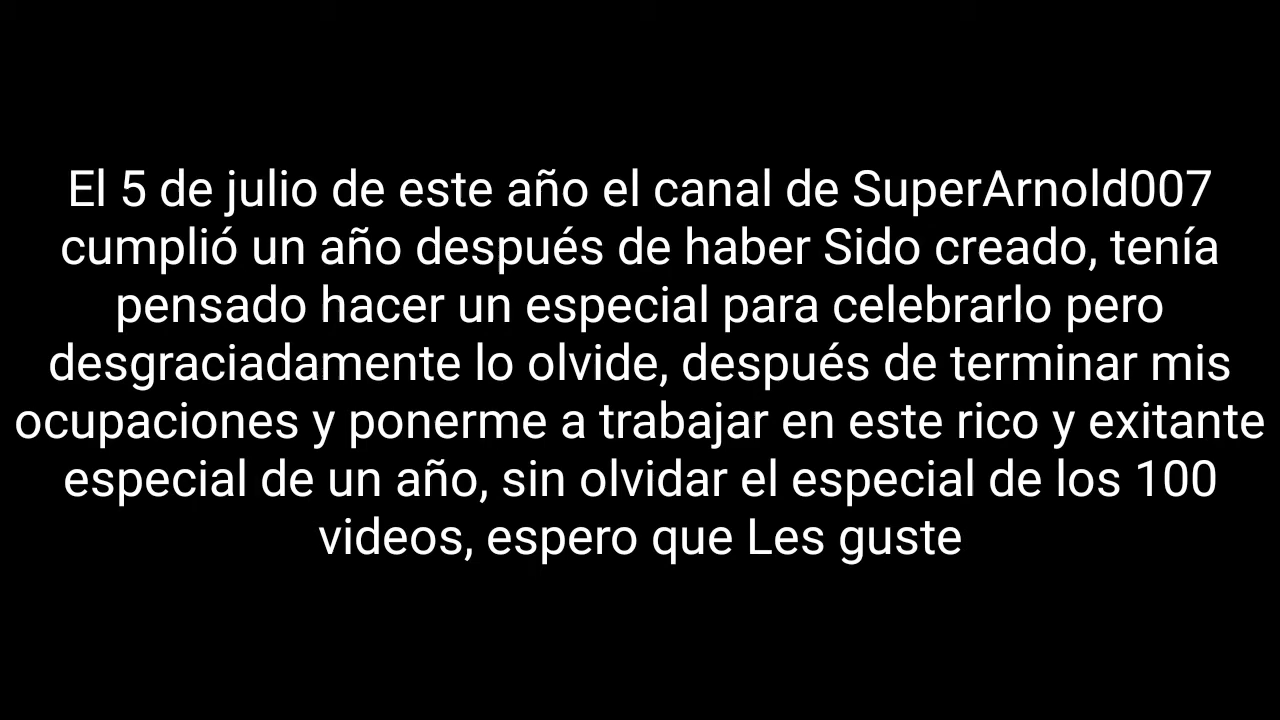 El 5 de julio de este año el canal de SuperArnold007
cumplió un año después de haber Sido creado, tenía
pensado hacer un especial para celebrarlo pero
desgraciadamente lo olvide, después de terminar mis
ocupaciones y ponerme a trabajar en este rico y exitante
especial de un año, sin olvidar el especial de los 100
videos, espero que Les guste